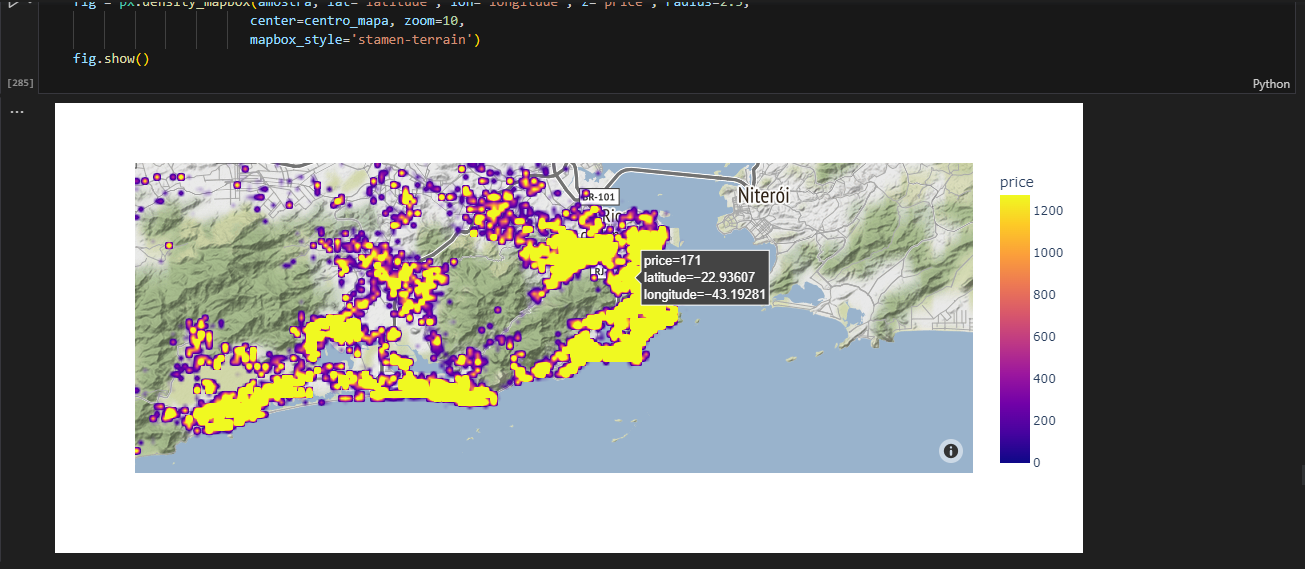 fig = px.density_mapbox(amostra, lat='latitude', lon='longitude', z='price', radius=2.5,
center=centro_mapa, zoom=10,
mapbox_style='stamen-terrain')
fig.show()
[285]
Python
...
BR-101
Rio
Niterói
RJ
price=171
latitude=−22.93607
longitude=−43.19281
price
1200
1000
800
600
400
200
0